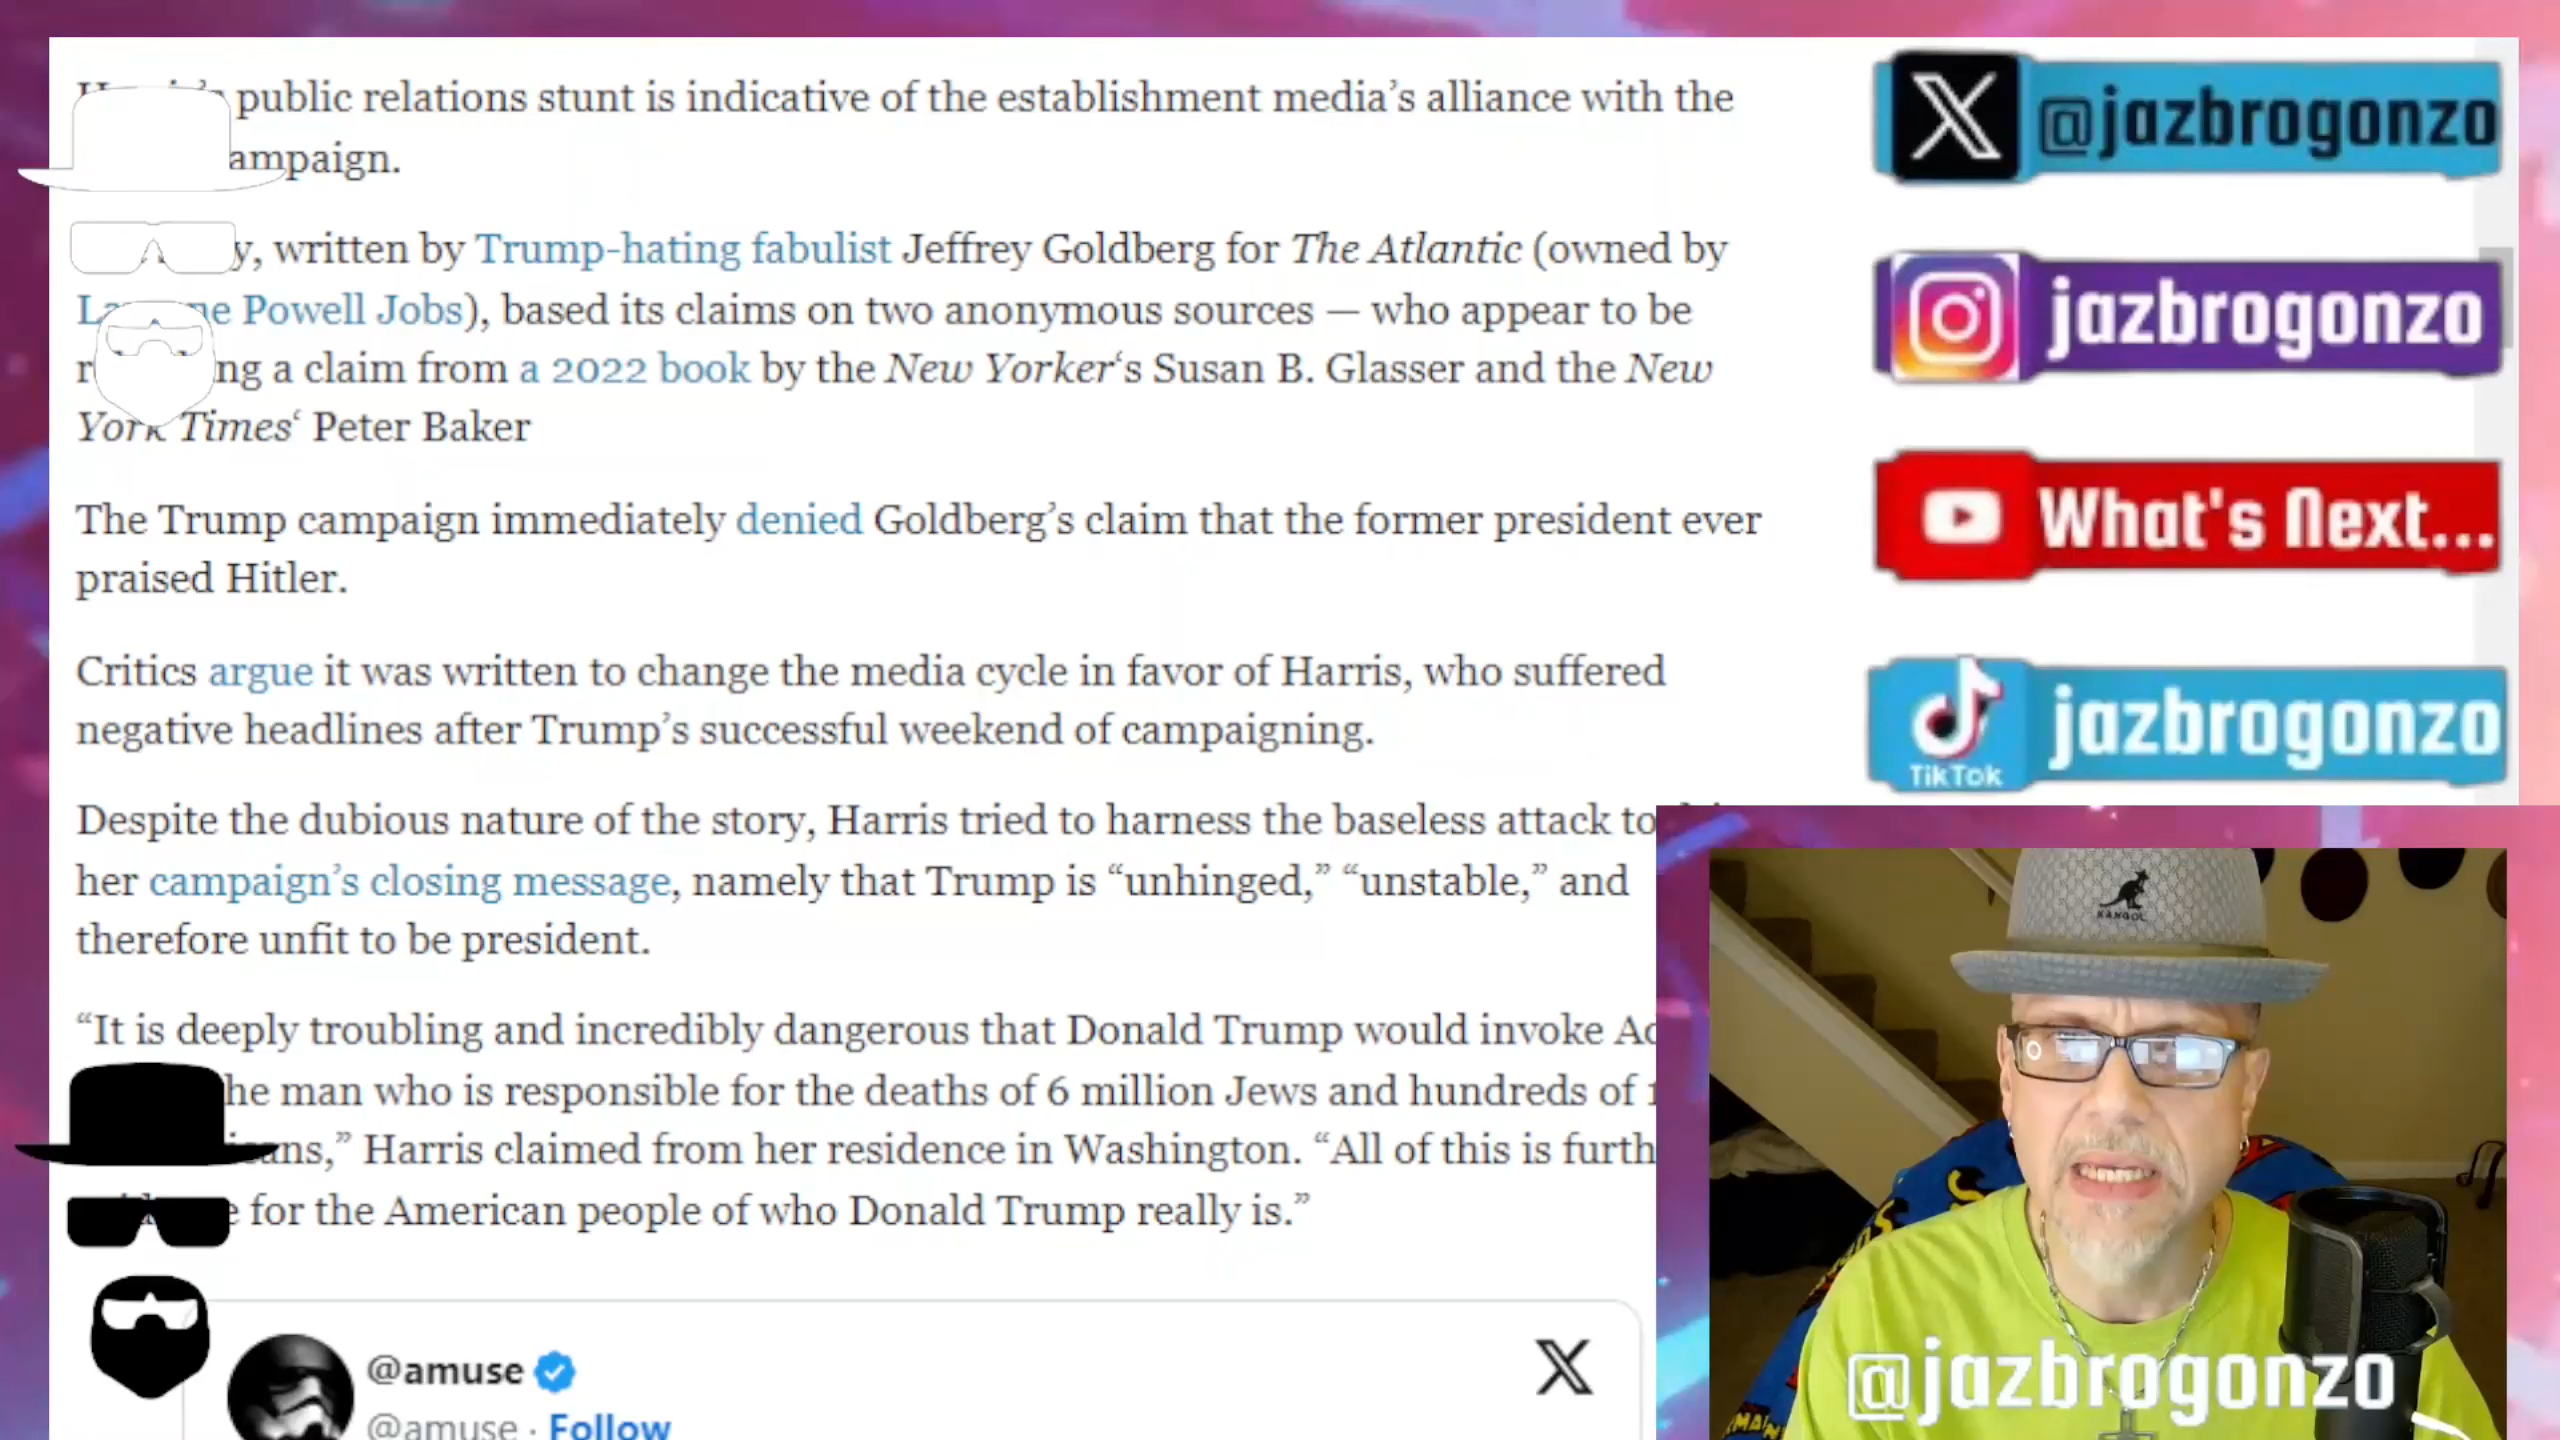 public relations stunt is indicative of the establishment media's alliance with the
ampaign.
y, written by Trump-hating fabulist Jeffrey Goldberg for The Atlantic (owned by
Powell Jobs), based its claims on two anonymous sources — who appear to be
ng a claim from a 2022 book by the New Yorker‘s Susan B. Glasser and the New
York Times‘ Peter Baker
The Trump campaign immediately denied Goldberg’s claim that the former president ever
praised Hitler.
Critics argue it was written to change the media cycle in favor of Harris, who suffered
negative headlines after Trump’s successful weekend of campaigning.
Despite the dubious nature of the story, Harris tried to harness the baseless attack to
her campaign’s closing message, namely that Trump is “unhinged,” “unstable,” and
therefore unfit to be president.
“It is deeply troubling and incredibly dangerous that Donald Trump would invoke
he man who is responsible for the deaths of 6 million Jews and hundreds of
ans,” Harris claimed from her residence in Washington. “All of this is furth
for the American people of who Donald Trump really is.”
@amuse
@amuse · Follow
@jazbrogonzo
jazbrogonzo
What's Next...
TikTok
jazbrogonzo
KANGOL
@jazbrogonzo